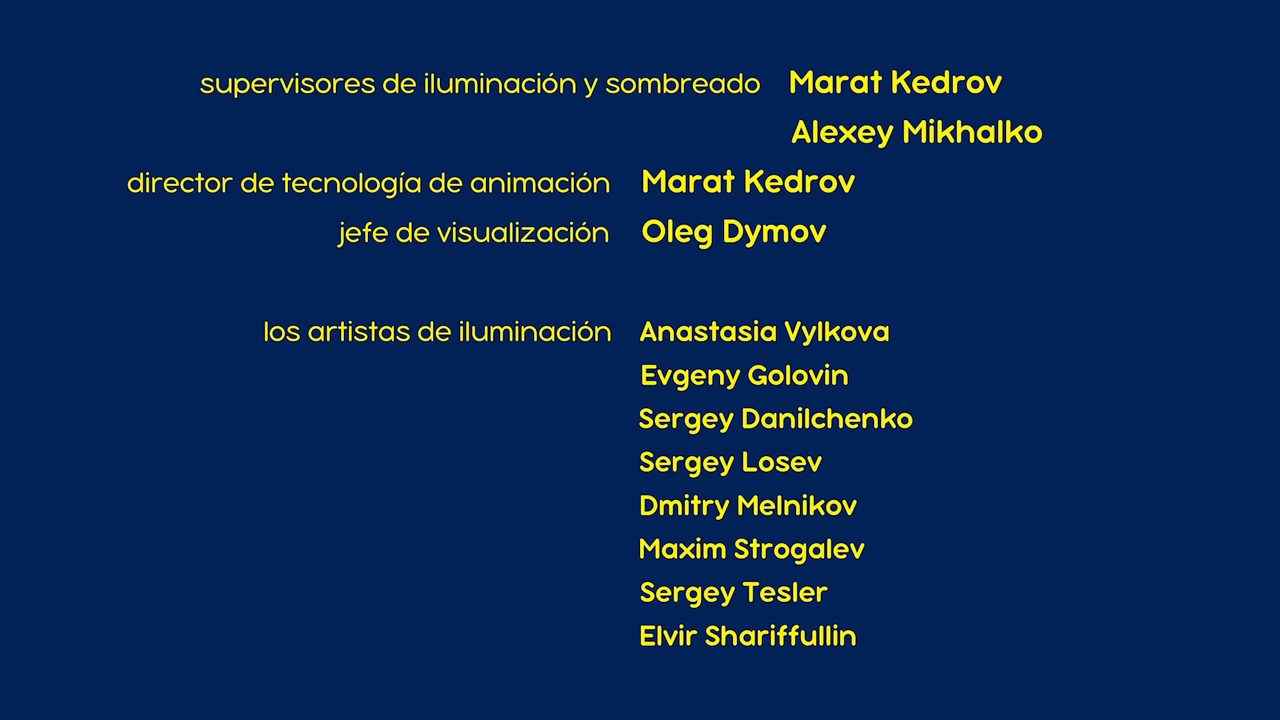 supervisores de iluminación y sombreado Marat Kedrov
Alexey Mikhalko
director de tecnología de animación Marat Kedrov
jefe de visualización Oleg Dymov
los artistas de iluminación Anastasia Vylkova
Evgeny Golovin
Sergey Danilchenko
Sergey Losev
Dmitry Melnikov
Maxim Strogalev
Sergey Tesler
Elvir Shariffullin